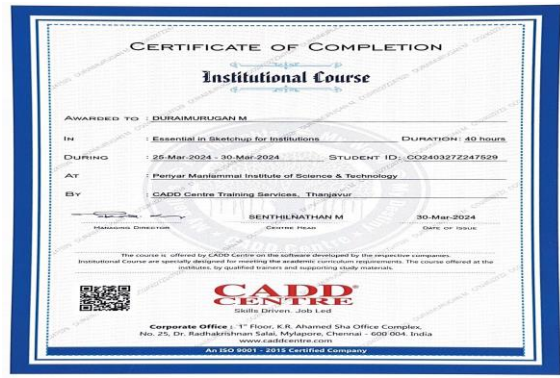 CERTIFICATE OF COMPLETION
Institutional Course
AWARDED TO : DURAIMURUGAN M
IN : Essential in Sketchup for Institutions DURATION: 40 hours
DURING : 25-Mar-2024 - 30-Mar-2024 STUDENT ID: CO240327Z247529
AT : Periyar Maniammai Institute of Science & Technology
BY : CADD Centre Training Services, Thanjavur
SENTHILNATHAN M 30-Mar-2024
MANAGING DIRECTOR CENTRE HEAD DATE OF ISSUE
The course is offered by CADD Centre on the software developed by the respective companies.
Institutional Course are specially designed for meeting the academic curriculum requirements. The course offered at the
institutes, by qualified trainers and supporting study materials.
CADD
CENTRE
Skills Driven. Job Led
Corporate Office : 1st Floor, K.R. Ahamed Sha Office Complex,
No. 25, Dr. Radhakrishnan Salai, Mylapore, Chennai - 600 004. India
www.caddcentre.com
An ISO 9001 - 2015 Certified Company